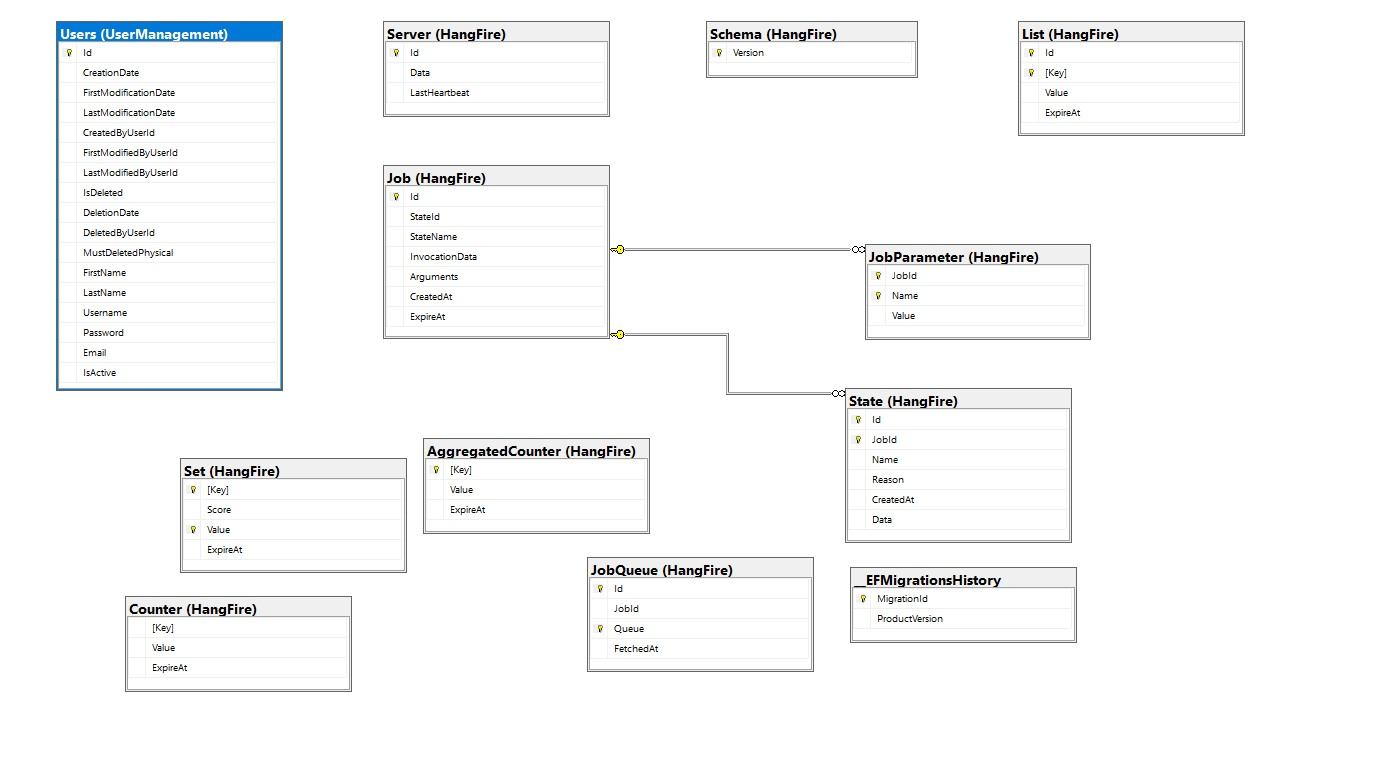 Users (UserManagement)
Id
CreationDate
FirstModificationDate
LastModificationDate
CreatedByUserId
FirstModifiedByUserId
LastModifiedByUserId
IsDeleted
DeletionDate
DeletedByUserId
MustDeletedPhysical
FirstName
LastName
Username
Password
Email
IsActive
Server (HangFire)
Id
Data
LastHeartbeat
Schema (HangFire)
Version
List (HangFire)
Id
[Key]
Value
ExpireAt
Job (HangFire)
Id
StateId
StateName
InvocationData
Arguments
CreatedAt
ExpireAt
JobParameter (HangFire)
JobId
Name
Value
State (HangFire)
Id
JobId
Name
Reason
CreatedAt
Data
AggregatedCounter (HangFire)
[Key]
Value
ExpireAt
Set (HangFire)
[Key]
Score
Value
ExpireAt
JobQueue (HangFire)
Id
JobId
Queue
FetchedAt
__EFMigrationsHistory
MigrationId
ProductVersion
Counter (HangFire)
[Key]
Value
ExpireAt